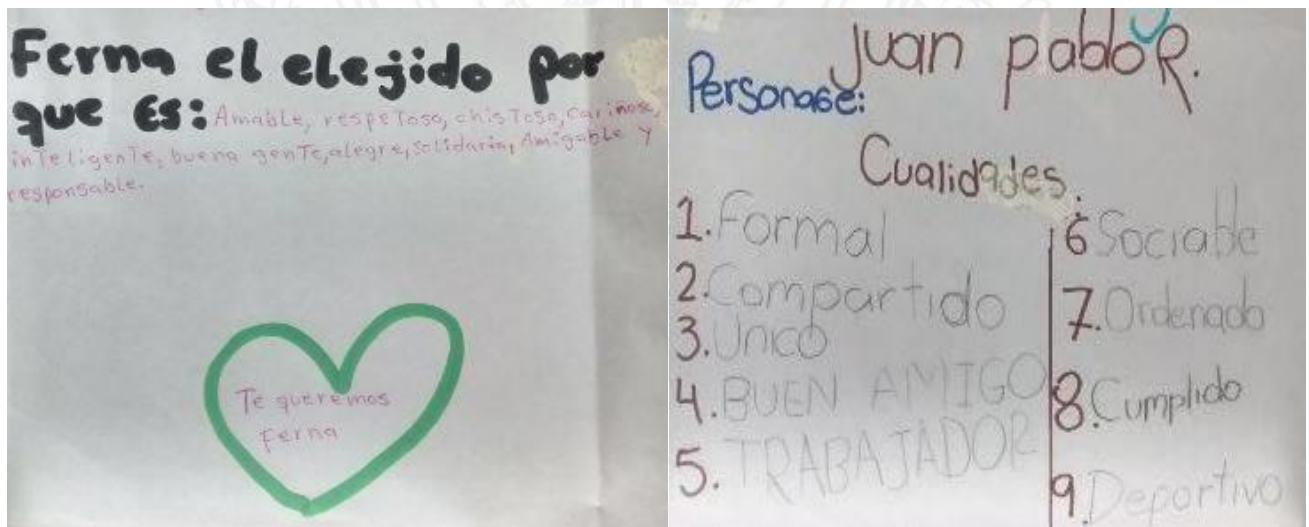 Ferna el elejido por
que Es: Amable, respeToso, chisToso, cariñoso,
inTeligenTe, buena genTe, alegre, solidario, Amigable y
responsable.
Te queremos
Ferna
Juan pablo R.
Personase:
Cualidades.
1. Formal
2. Compartido
3. Unico
4. BUEN AMIGO
5. TRABAJADOR
6 Sociable
7. Ordenado
8. Cumplido
9. Deportivo